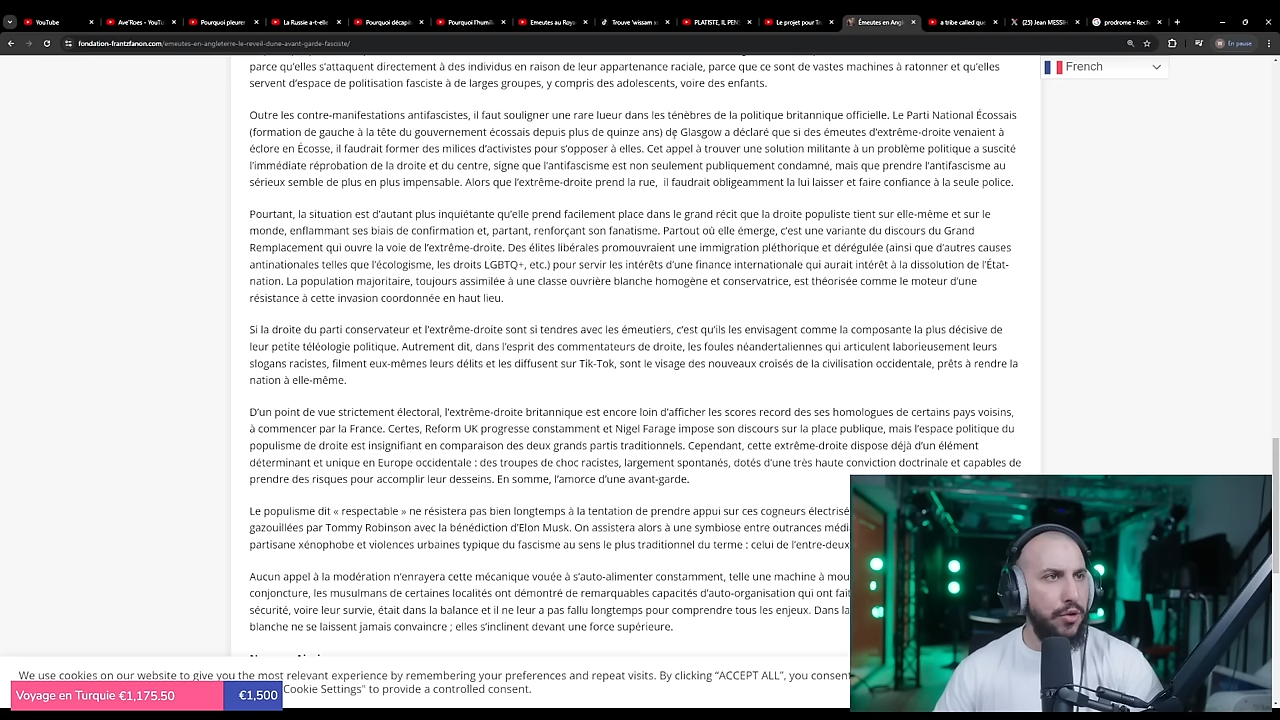 YouTube
Ave'Roes - YouTu
Pourquoi pleurer
La Russie a-t-elle
Pourquoi décapi
Pourquoi l'humil
Emeutes au Roya
Trouve 'wissam x
PLATISTE, IL PEN
Le projet pour Tr
Émeutes en Angl
a tribe called que
(25) Jean MESSIH
prodrome - Rech
fondation-frantzfanon.com/emeutes-en-angleterre-le-reveil-dune-avant-garde-fasciste/
En pause
French
parce qu'elles s'attaquent directement à des individus en raison de leur appartenance raciale, parce que ce sont de vastes machines à ratonner et qu'elles
servent d'espace de politisation fasciste à de larges groupes, y compris des adolescents, voire des enfants.
Outre les contre-manifestations antifascistes, il faut souligner une rare lueur dans les ténèbres de la politique britannique officielle. Le Parti National Écossais
(formation de gauche à la tête du gouvernement écossais depuis plus de quinze ans) de Glasgow a déclaré que si des émeutes d'extrême-droite venaient à
éclore en Écosse, il faudrait former des milices d'activistes pour s'opposer à elles. Cet appel à trouver une solution militante à un problème politique a suscité
l'immédiate réprobation de la droite et du centre, signe que l'antifascisme est non seulement publiquement condamné, mais que prendre l'antifascisme au
sérieux semble de plus en plus impensable. Alors que l'extrême-droite prend la rue, il faudrait obligeamment la lui laisser et faire confiance à la seule police.
Pourtant, la situation est d'autant plus inquiétante qu'elle prend facilement place dans le grand récit que la droite populiste tient sur elle-même et sur le
monde, enflammant ses biais de confirmation et, partant, renforçant son fanatisme. Partout où elle émerge, c'est une variante du discours du Grand
Remplacement qui ouvre la voie de l'extrême-droite. Des élites libérales promouvraient une immigration pléthorique et dérégulée (ainsi que d'autres causes
antinationales telles que l'écologisme, les droits LGBTQ+, etc.) pour servir les intérêts d'une finance internationale qui aurait intérêt à la dissolution de l'État-
nation. La population majoritaire, toujours assimilée à une classe ouvrière blanche homogène et conservatrice, est théorisée comme le moteur d'une
résistance à cette invasion coordonnée en haut lieu.
Si la droite du parti conservateur et l'extrême-droite sont si tendres avec les émeutiers, c'est qu'ils les envisagent comme la composante la plus décisive de
leur petite téléologie politique. Autrement dit, dans l'esprit des commentateurs de droite, les foules néandertaliennes qui articulent laborieusement leurs
slogans racistes, filment eux-mêmes leurs délits et les diffusent sur Tik-Tok, sont le visage des nouveaux croisés de la civilisation occidentale, prêts à rendre la
nation à elle-même.
D'un point de vue strictement électoral, l'extrême-droite britannique est encore loin d'afficher les scores record des ses homologues de certains pays voisins,
à commencer par la France. Certes, Reform UK progresse constamment et Nigel Farage impose son discours sur la place publique, mais l'espace politique du
populisme de droite est insignifiant en comparaison des deux grands partis traditionnels. Cependant, cette extrême-droite dispose déjà d'un élément
déterminant et unique en Europe occidentale : des troupes de choc racistes, largement spontanés, dotés d'une très haute conviction doctrinale et capables de
prendre des risques pour accomplir leur desseins. En somme, l'amorce d'une avant-garde.
Le populisme dit « respectable » ne résistera pas bien longtemps à la tentation de prendre appui sur ces cogneurs électrisé
gazouillées par Tommy Robinson avec la bénédiction d'Elon Musk. On assistera alors à une symbiose entre outrances médi
partisane xénophobe et violences urbaines typique du fascisme au sens le plus traditionnel du terme : celui de l'entre-deux
Aucun appel à la modération n'enrayera cette mécanique vouée à s'auto-alimenter constamment, telle une machine à mou
conjoncture, les musulmans de certaines localités ont démontré de remarquables capacités d'auto-organisation qui ont fait
sécurité, voire leur survie, était dans la balance et il ne leur a pas fallu longtemps pour comprendre tous les enjeux. Dans la
blanche ne se laissent jamais convaincre ; elles s'inclinent devant une force supérieure.
We use cookies on our website to give you the most relevant experience by remembering your preferences and repeat visits. By clicking "ACCEPT ALL", you consent
Cookie Settings" to provide a controlled consent.
Voyage en Turquie €1,175.50
€1,500